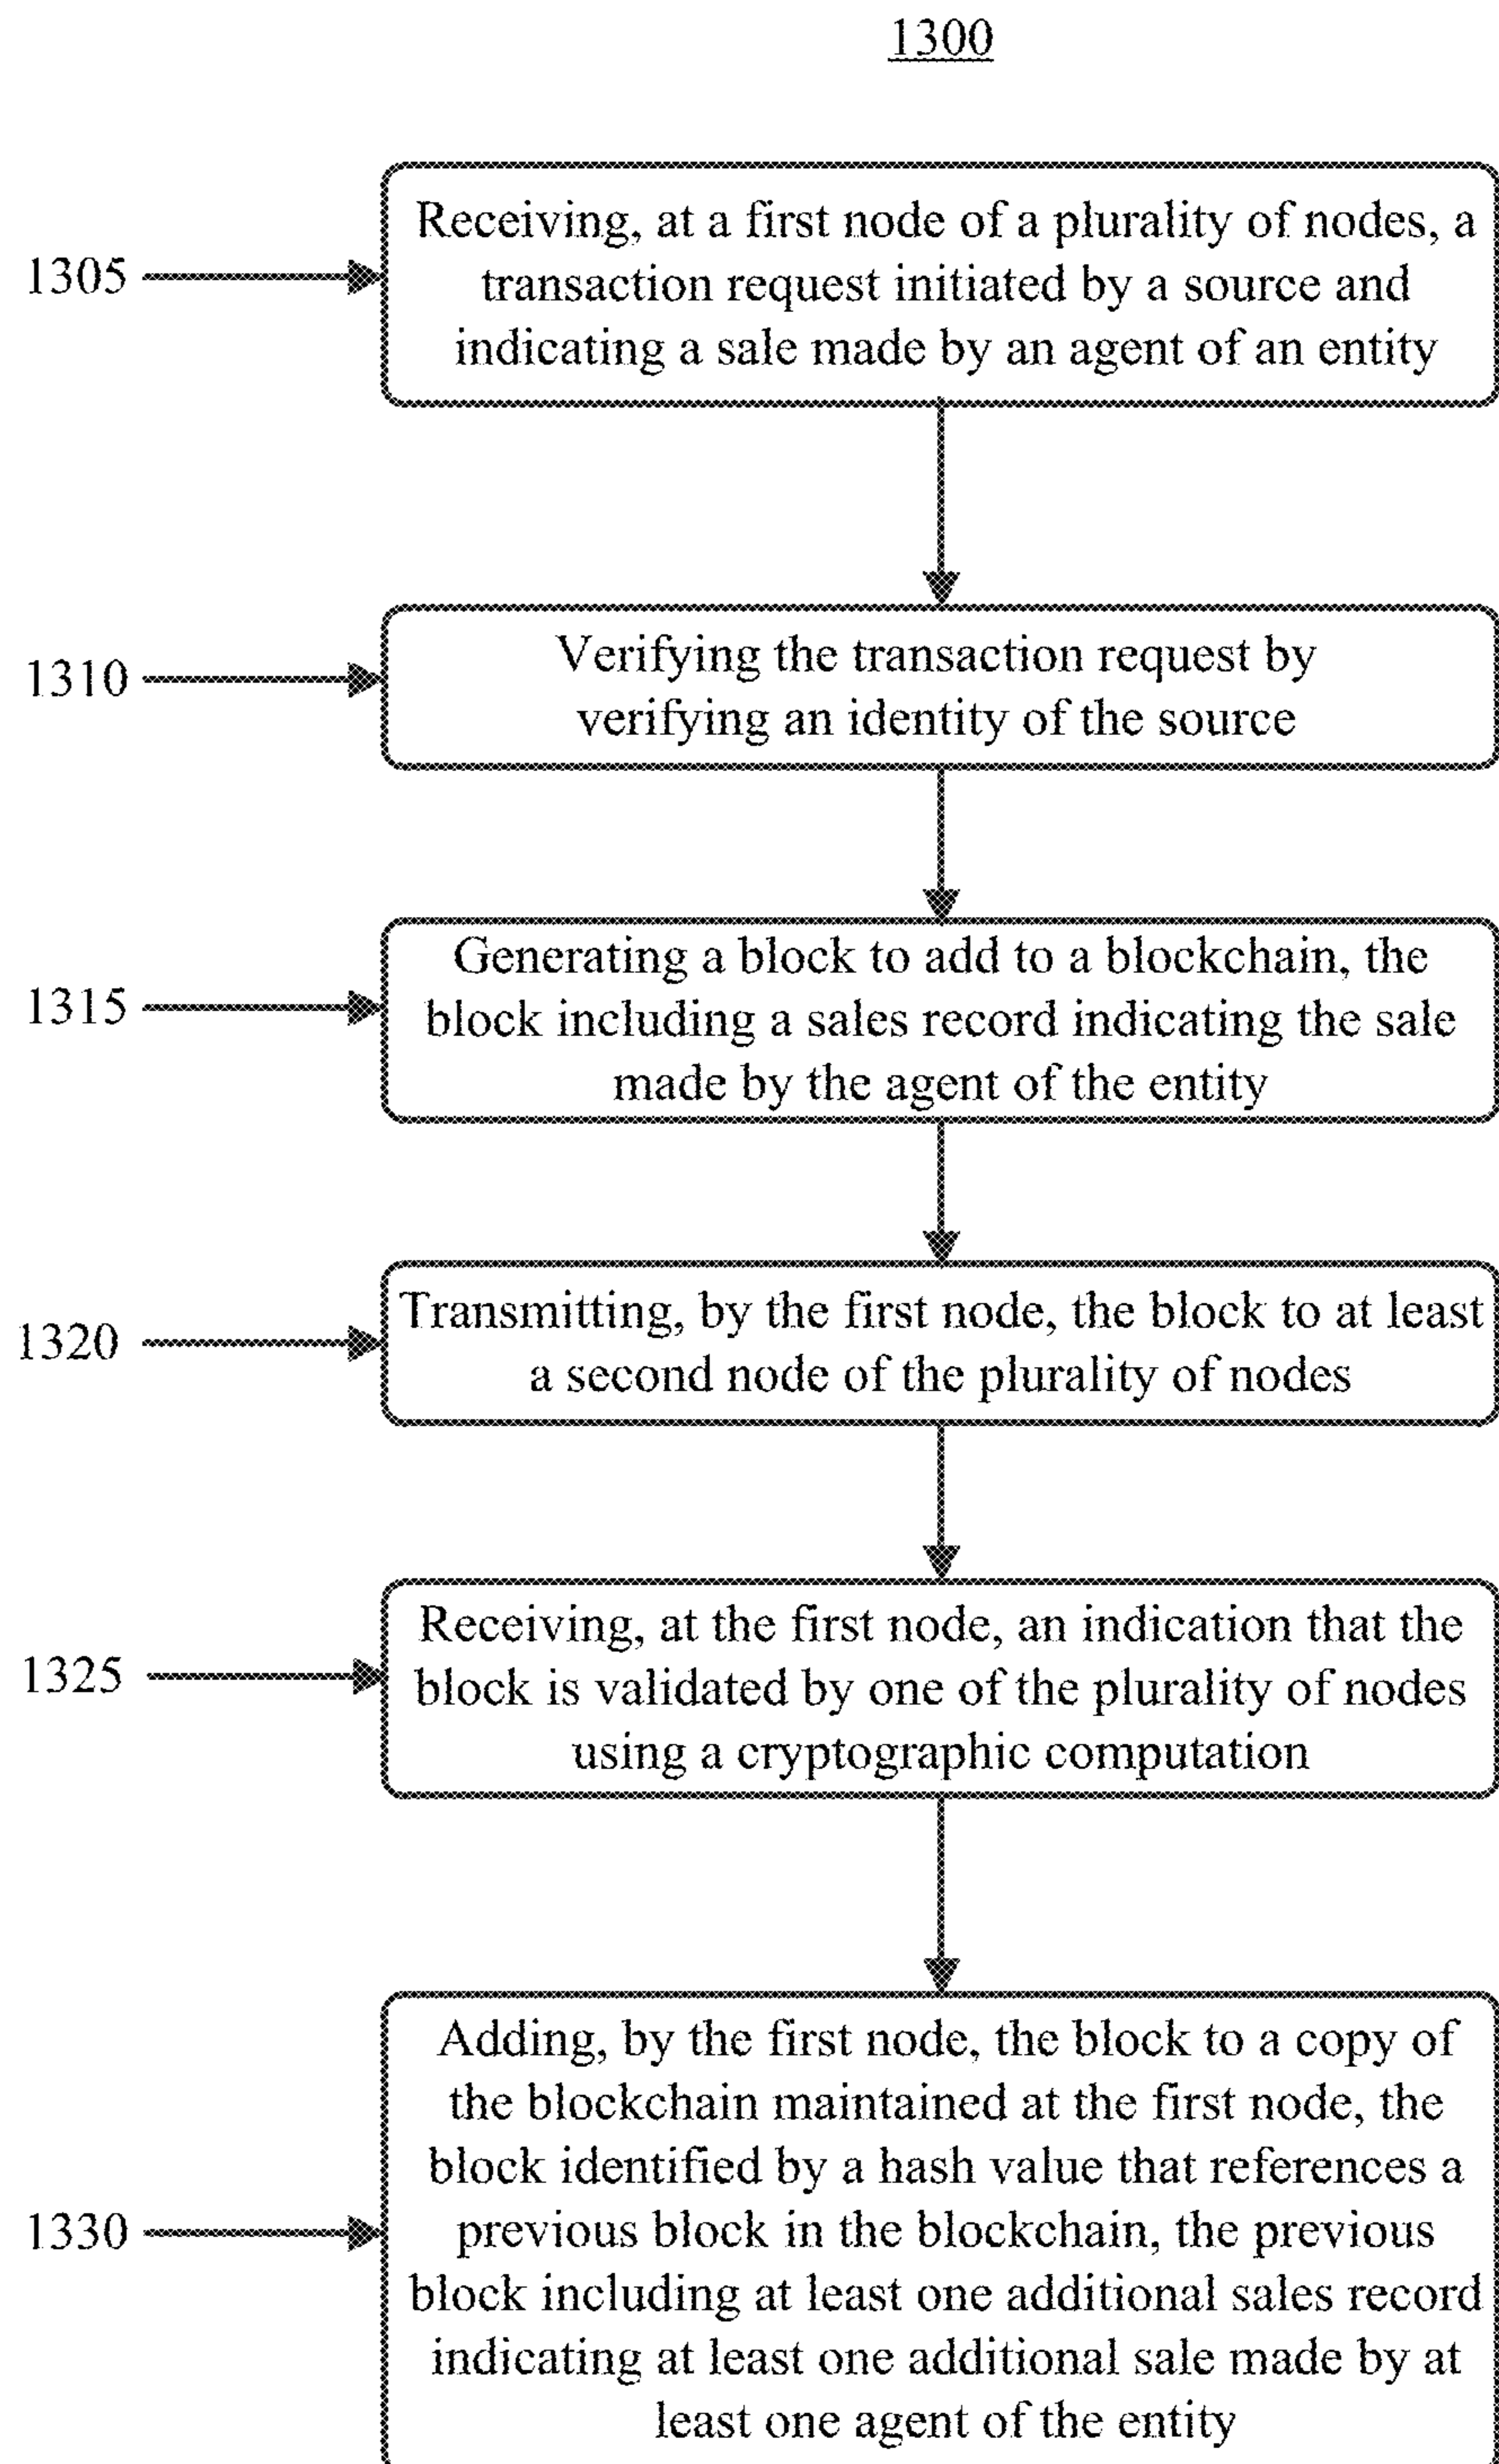 1300
1305
Receiving, at a first node of a plurality of nodes, a
transaction request initiated by a source and
indicating a sale made by an agent of an entity
1310
Verifying the transaction request by
verifying an identity of the source
1315
Generating a block to add to a blockchain, the
block including a sales record indicating the sale
made by the agent of the entity
1320
Transmitting, by the first node, the block to at least
a second node of the plurality of nodes
1325
Receiving, at the first node, an indication that the
block is validated by one of the plurality of nodes
using a cryptographic computation
1330
Adding, by the first node, the block to a copy of
the blockchain maintained at the first node, the
block identified by a hash value that references a
previous block in the blockchain, the previous
block including at least one additional sales record
indicating at least one additional sale made by at
least one agent of the entity